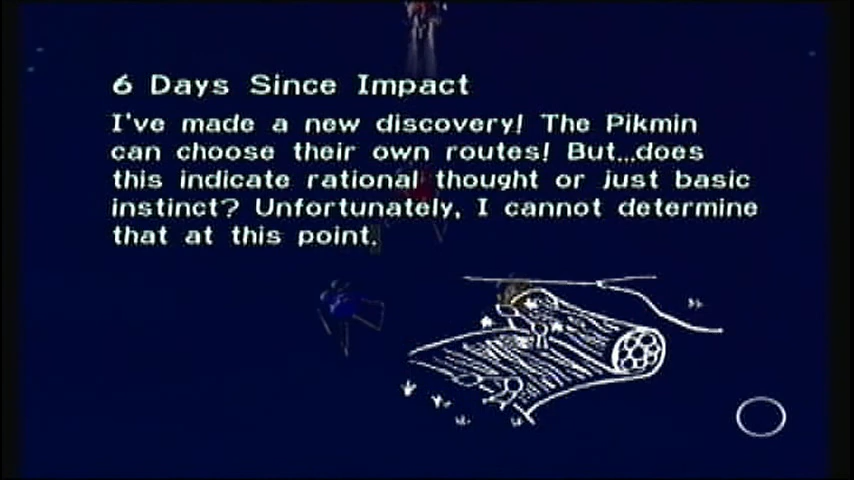 6 Days Since Impact
I've made a new discovery! The Pikmin
can choose their own routes! But...does
this indicate rational thought or just basic
instinct? Unfortunately, I cannot determine
that at this point.